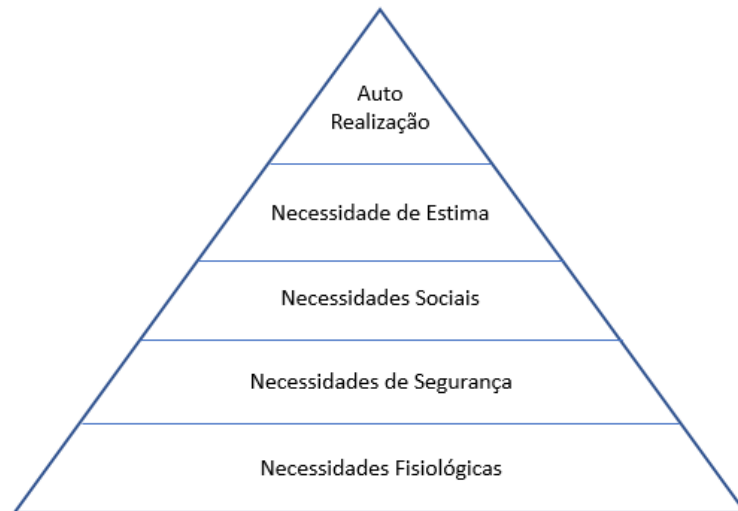 Auto
Realização
Necessidade de Estima
Necessidades Sociais
Necessidades de Segurança
Necessidades Fisiológicas